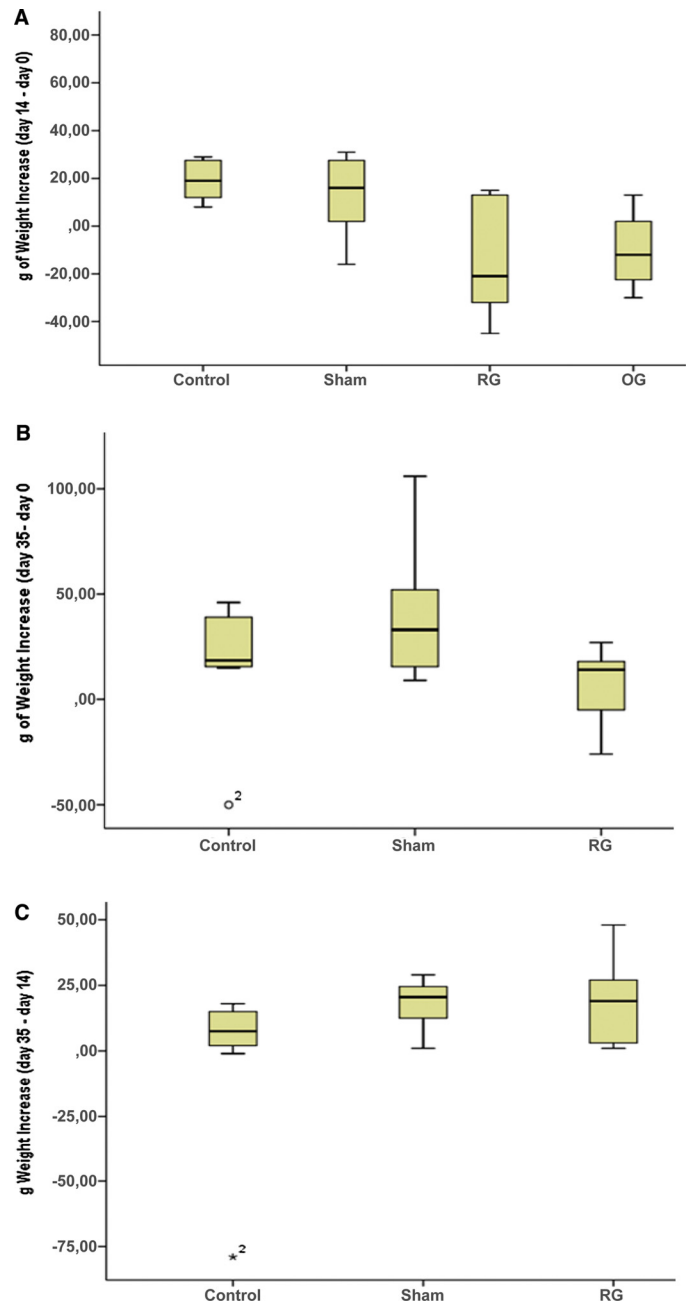 A
g of Weight Increase (day 14 - day 0)
80,00
60,00
40,00
20,00
,00
-20,00
-40,00
Control Sham RG OG
B
g of Weight Increase (day 35- day 0
100,00
50,00
,00
-50,00
2
Control Sham RG
C
g Weight Increase (day 35 - day 14)
50,00
25,00
,00
-25,00
-50,00
-75,00
2
Control Sham RG